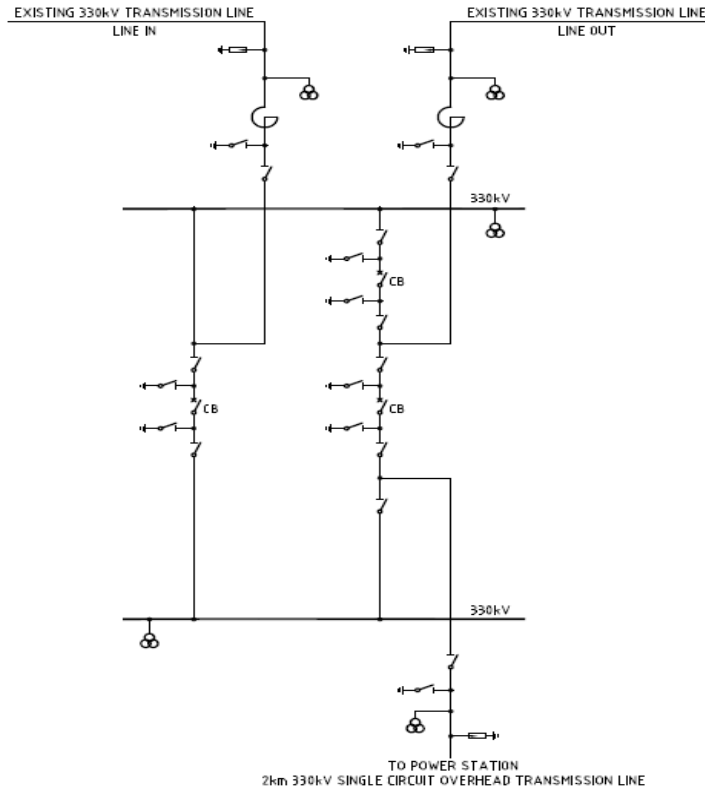 EXISTING 330kV TRANSMISSION LINE
LINE IN
EXISTING 330kV TRANSMISSION LINE
LINE OUT
330kV
CB
CB
CB
330kV
TO POWER STATION
2km 330kV SINGLE CIRCUIT OVERHEAD TRANSMISSION LINE